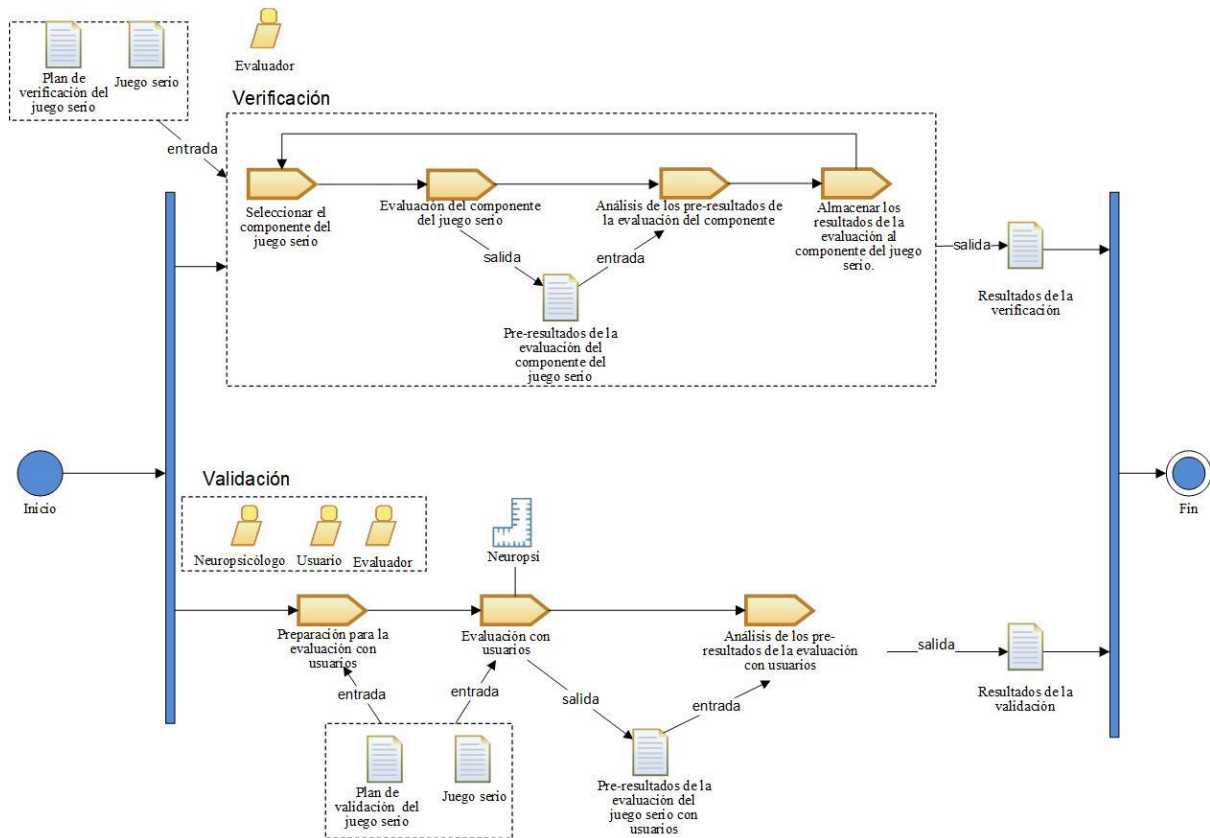 Plan de
verificación del
juego serio
Juego serio
Evaluador
Verificación
entrada
Seleccionar el
componente del
juego serio
Evaluación del componente
del juego serio
Análisis de los pre-resultados de
la evaluación del componente
Almacenar los
resultados de la
evaluación al
componente del juego
serio.
salida
entrada
salida
Pre-resultados de la
evaluación del
componente del
juego serio
Resultados de la
verificación
Inicio
Validación
Neuropsicólogo
Usuario
Evaluador
Neuropsi
Fin
Preparación para la
evaluación con
usuarios
Evaluación con
usuarios
Análisis de los pre-
resultados de la evaluación
con usuarios
salida
entrada
entrada
salida
entrada
Resultados de la
validación
Plan de
validación del
juego serio
Juego serio
Pre-resultados de la
evaluación del
juego serio con
usuarios